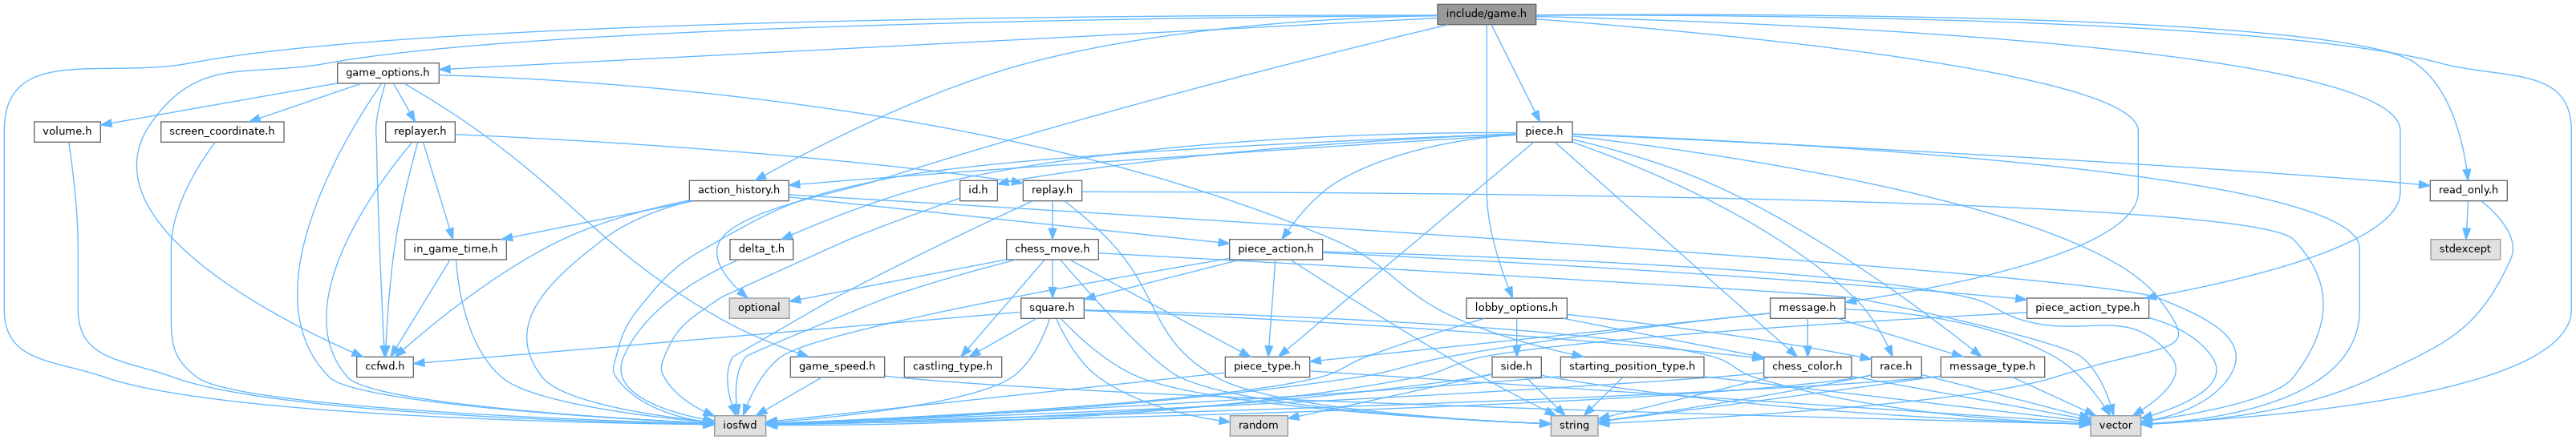 include/game.h
game_options.h
volume.h
screen_coordinate.h
replayer.h
piece.h
action_history.h
id.h
replay.h
read_only.h
in_game_time.h
delta_t.h
chess_move.h
piece_action.h
stdexcept
optional
square.h
lobby_options.h
message.h
piece_action_type.h
ccfwd.h
game_speed.h
castling_type.h
piece_type.h
side.h
starting_position_type.h
chess_color.h
race.h
message_type.h
iosfwd
random
string
vector